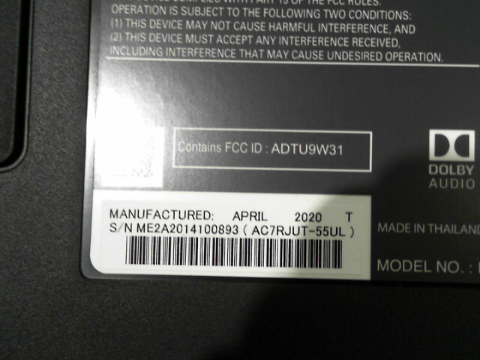 OPERATION IS SUBJECT TO THE FOLLOWING TWO CONDITIONS:
(1) THIS DEVICE MAY NOT CAUSE HARMFUL INTERFERENCE, AND
(2) THIS DEVICE MUST ACCEPT ANY INTERFERENCE RECEIVED,
INCLUDING INTERFERENCE THAT MAY CAUSE UNDESIRED OPERATION.
Contains FCC ID : ADTU9W31
DOLBY
AUDIO
MANUFACTURED: APRIL 2020 T
S/N ME2A2014100893 ( AC7RJUT-55UL )
MADE IN THAILAND
MODEL NO. :